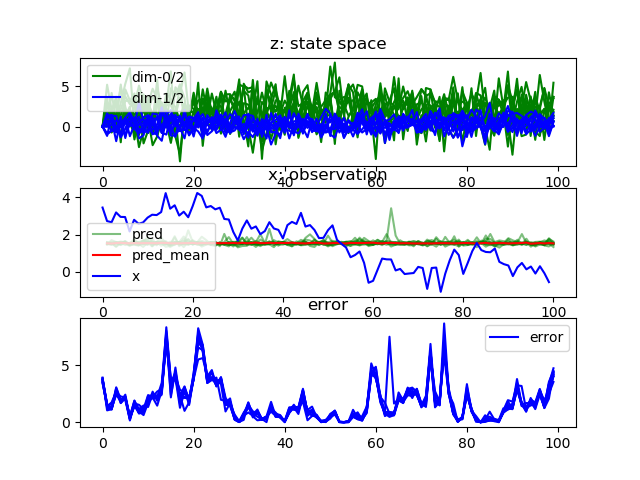 z: state space
5
0
dim-0/2
dim-1/2
0 20 40 60 80 100
x: observation
4
2
0
pred
pred_mean
x
0 20 40 60 80 100
error
5
0
error
0 20 40 60 80 100